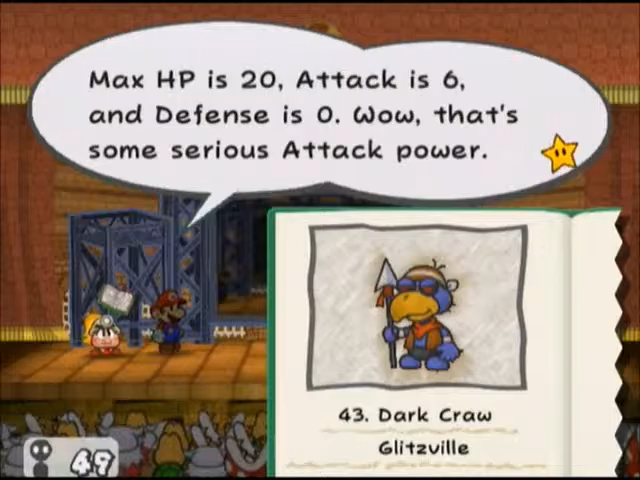 Max HP is 20, Attack is 6,
and Defense is 0. Wow, that's
some serious Attack power.
43. Dark Craw
Glitzville
49